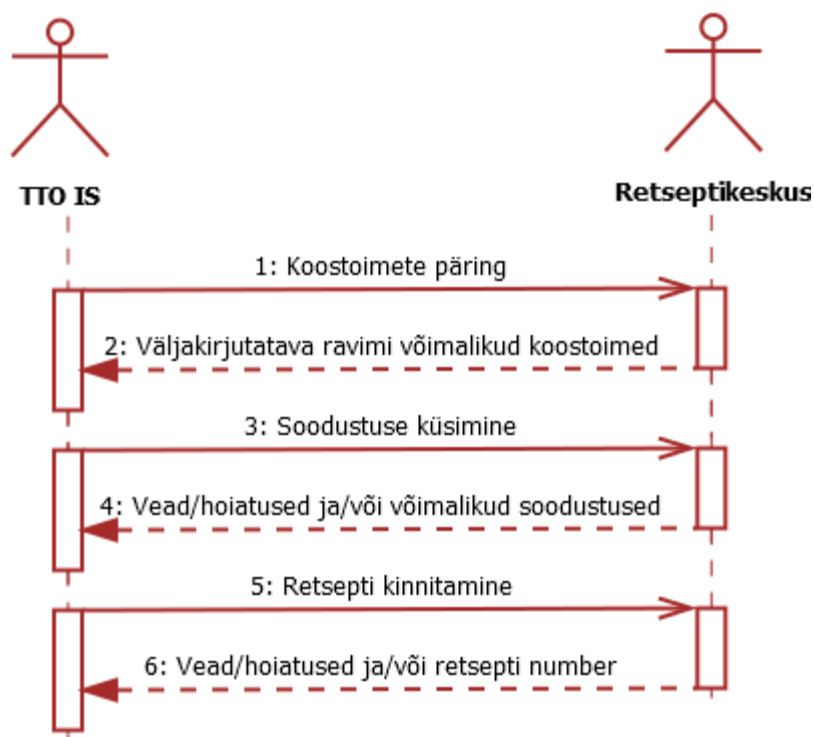 TTO IS
Retseptikeskus
1: Koostoimete päring
2: Väljakirjutatava ravimi võimalikud koostoimed
3: Soodustuse küsimine
4: Vead/hoiatused ja/või võimalikud soodustused
5: Retsepti kinnitamine
6: Vead/hoiatused ja/või retsepti number